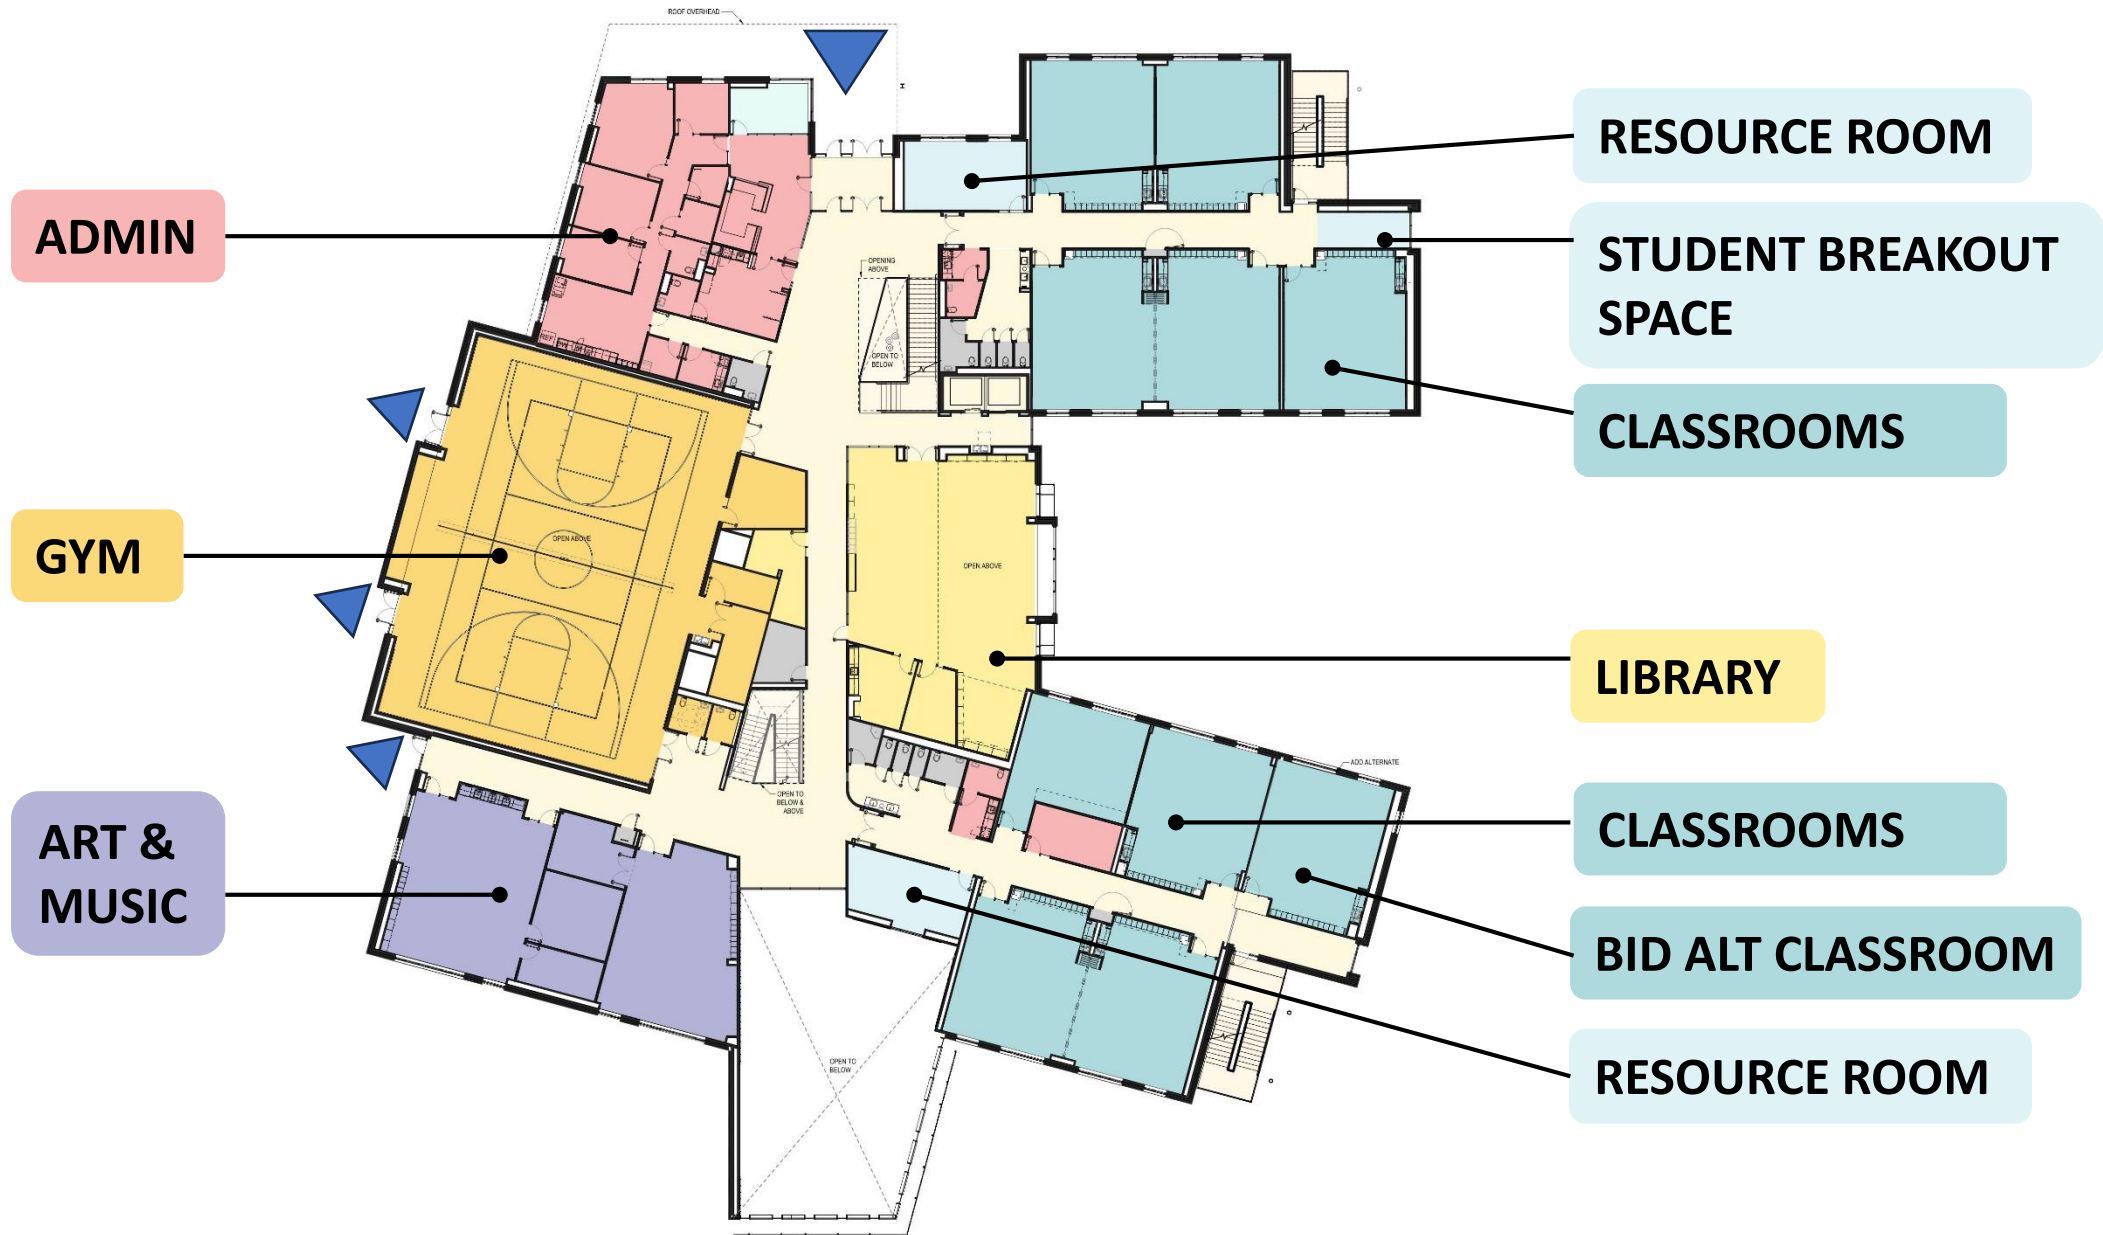 ROOF OVERHEAD
RESOURCE ROOM
ADMIN
STUDENT BREAKOUT
SPACE
OPENING
ABOVE
OPEN TO
BELOW
REF
CLASSROOMS
GYM
OPEN ABOVE
OPEN ABOVE
LIBRARY
ADD ALTERNATE
OPEN TO
BELOW &
ABOVE
CLASSROOMS
ART &
MUSIC
BID ALT CLASSROOM
OPEN TO
BELOW
RESOURCE ROOM